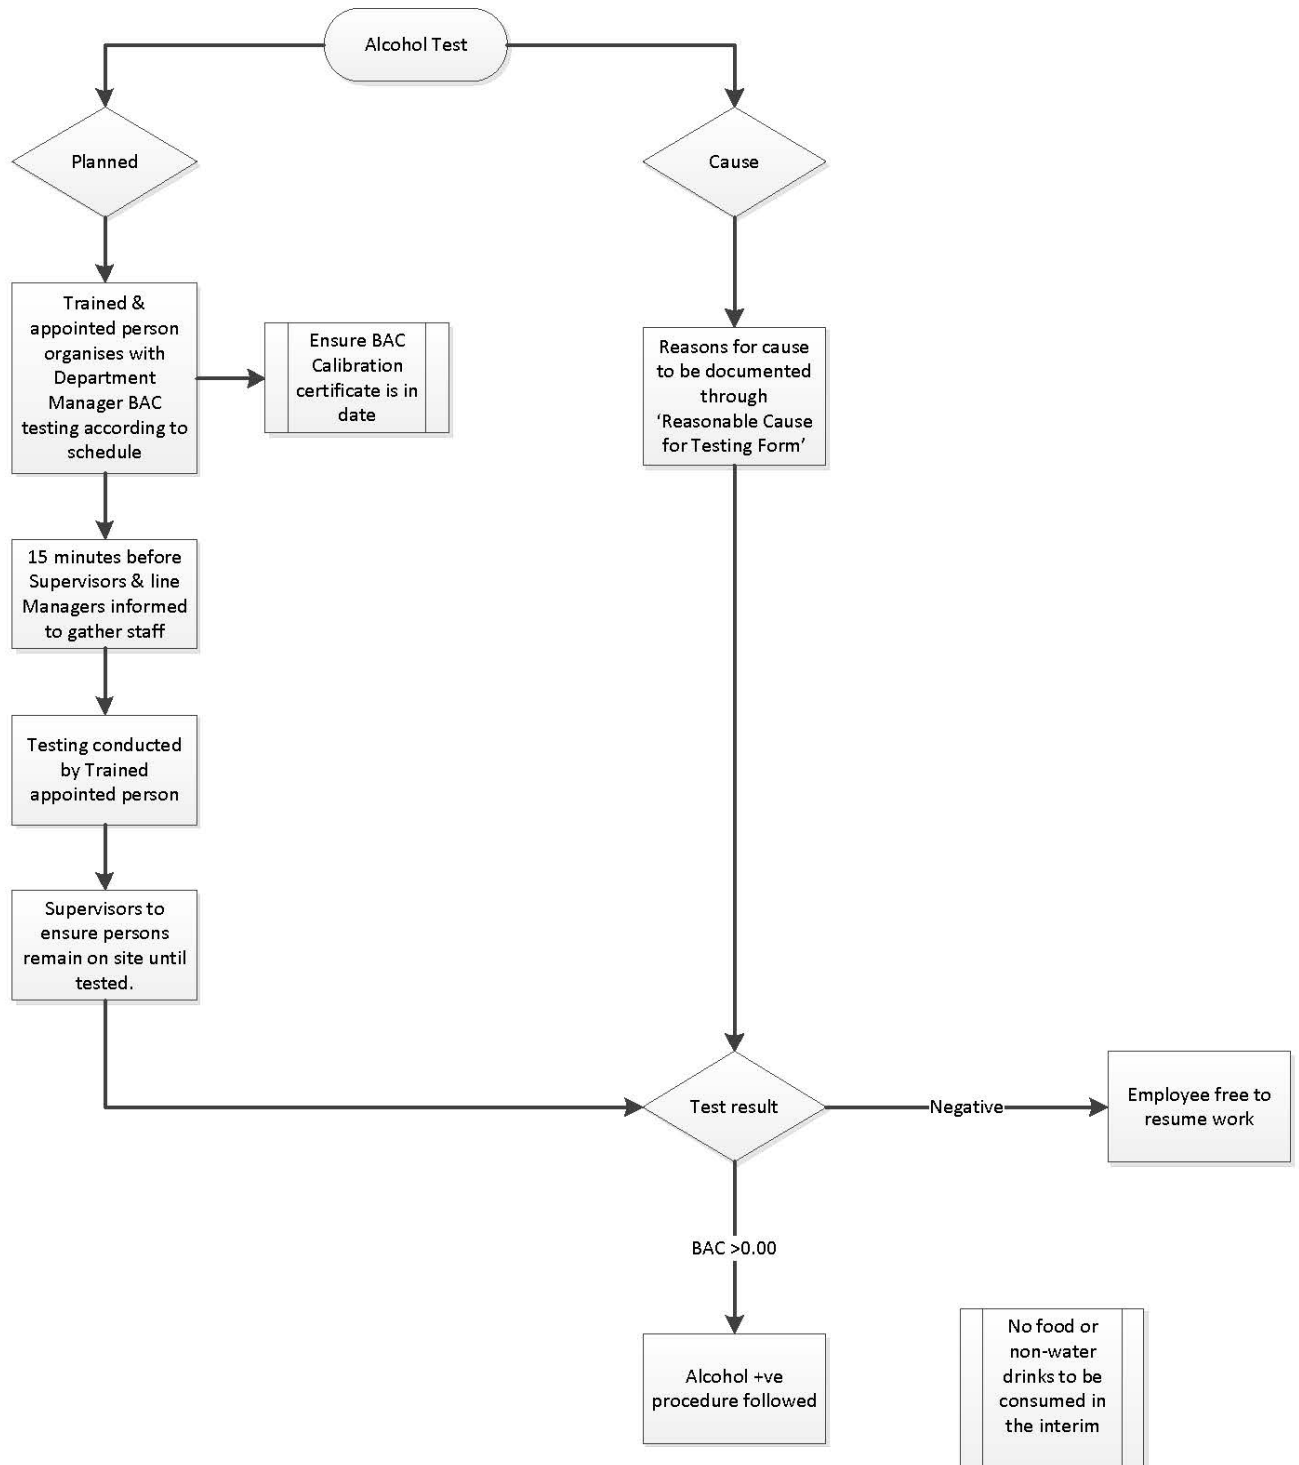 Alcohol Test
Planned
Cause
Trained &
appointed person
organises with
Department
Manager BAC
testing according to
schedule
Ensure BAC
Calibration
certificate is in
date
Reasons for cause
to be documented
through
‘Reasonable Cause
for Testing Form’
15 minutes before
Supervisors & line
Managers informed
to gather staff
Testing conducted
by Trained
appointed person
Supervisors to
ensure persons
remain on site until
tested.
Test result
Negative
Employee free to
resume work
BAC >0.00
Alcohol +ve
procedure followed
No food or
non-water
drinks to be
consumed in
the interim